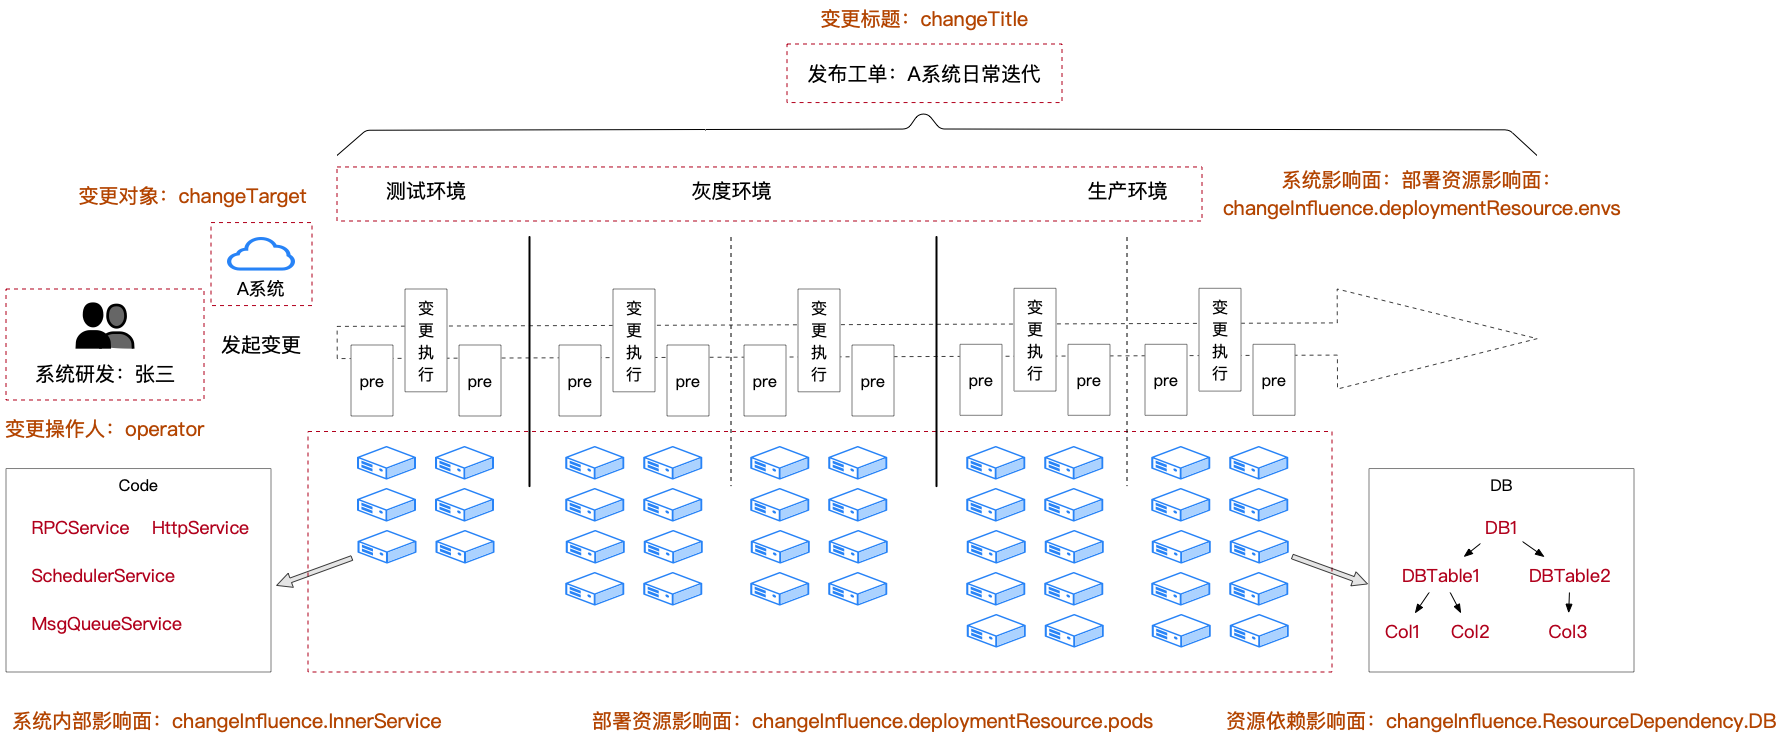 变更标题：changeTitle
发布工单：A系统日常迭代
测试环境
灰度环境
生产环境
系统影响面：部署资源影响面：
changeInfluence.deploymentResource.envs
变更对象：changeTarget
A系统
系统研发：张三
发起变更
变更操作人：operator
pre
变更执行
pre
pre
变更执行
pre
pre
变更执行
pre
pre
变更执行
pre
pre
变更执行
pre
Code
RPCService HttpService
SchedulerService
MsgQueueService
DB
DB1
DBTable1 DBTable2
Col1 Col2 Col3
系统内部影响面：changeInfluence.InnerService
部署资源影响面：changeInfluence.deploymentResource.pods
资源依赖影响面：changeInfluence.ResourceDependency.DB